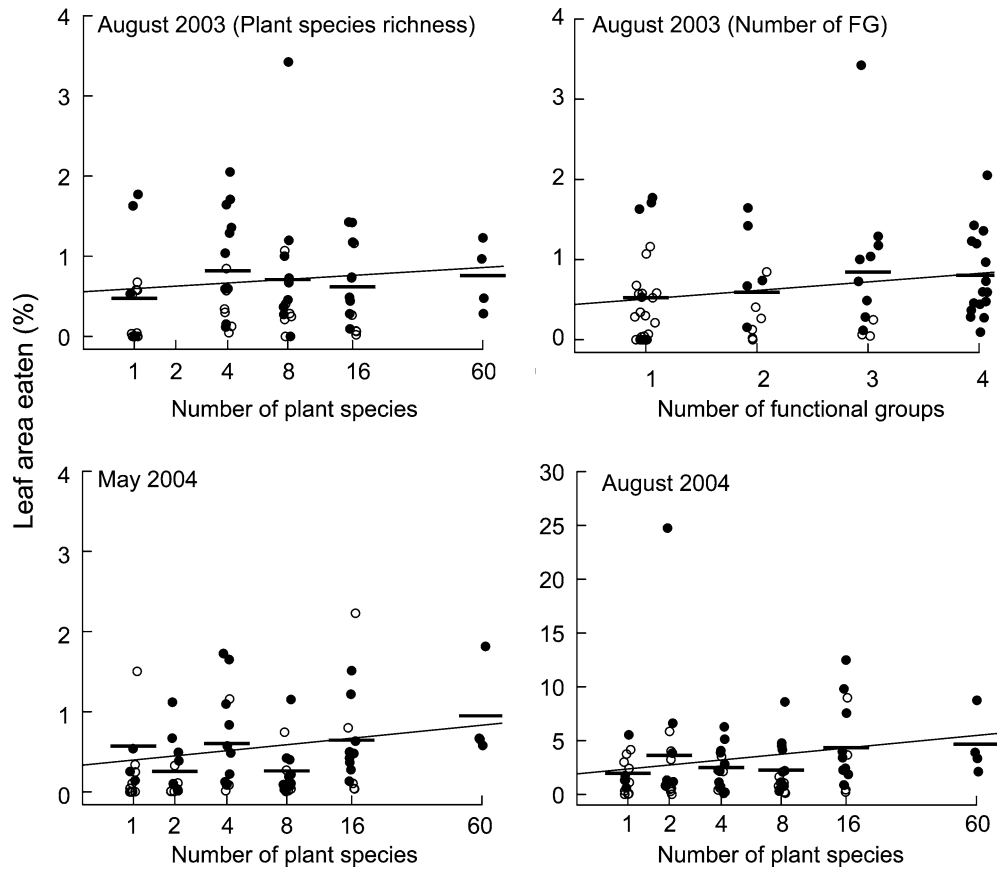 Leaf area eaten (%)
August 2003 (Plant species richness)
4
3
2
1
0
1 2 4 8 16 60
Number of plant species
August 2003 (Number of FG)
4
3
2
1
0
1 2 3 4
Number of functional groups
May 2004
4
3
2
1
0
1 2 4 8 16 60
Number of plant species
August 2004
30
25
20
15
10
5
0
1 2 4 8 16 60
Number of plant species